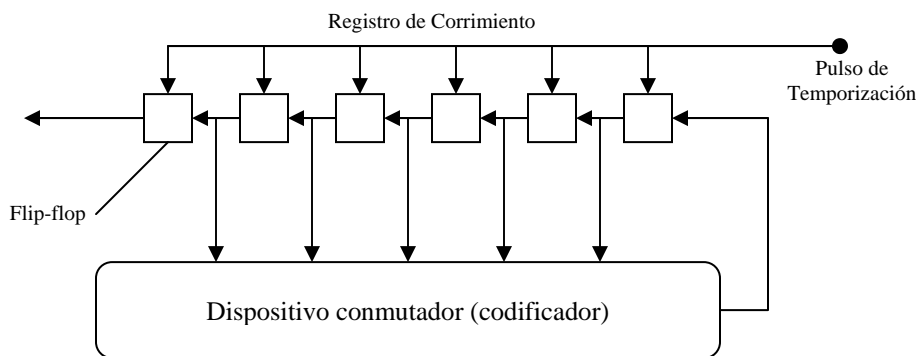 Registro de Corrimiento
Pulso de
Temporización
Flip-flop
Dispositivo conmutador (codificador)